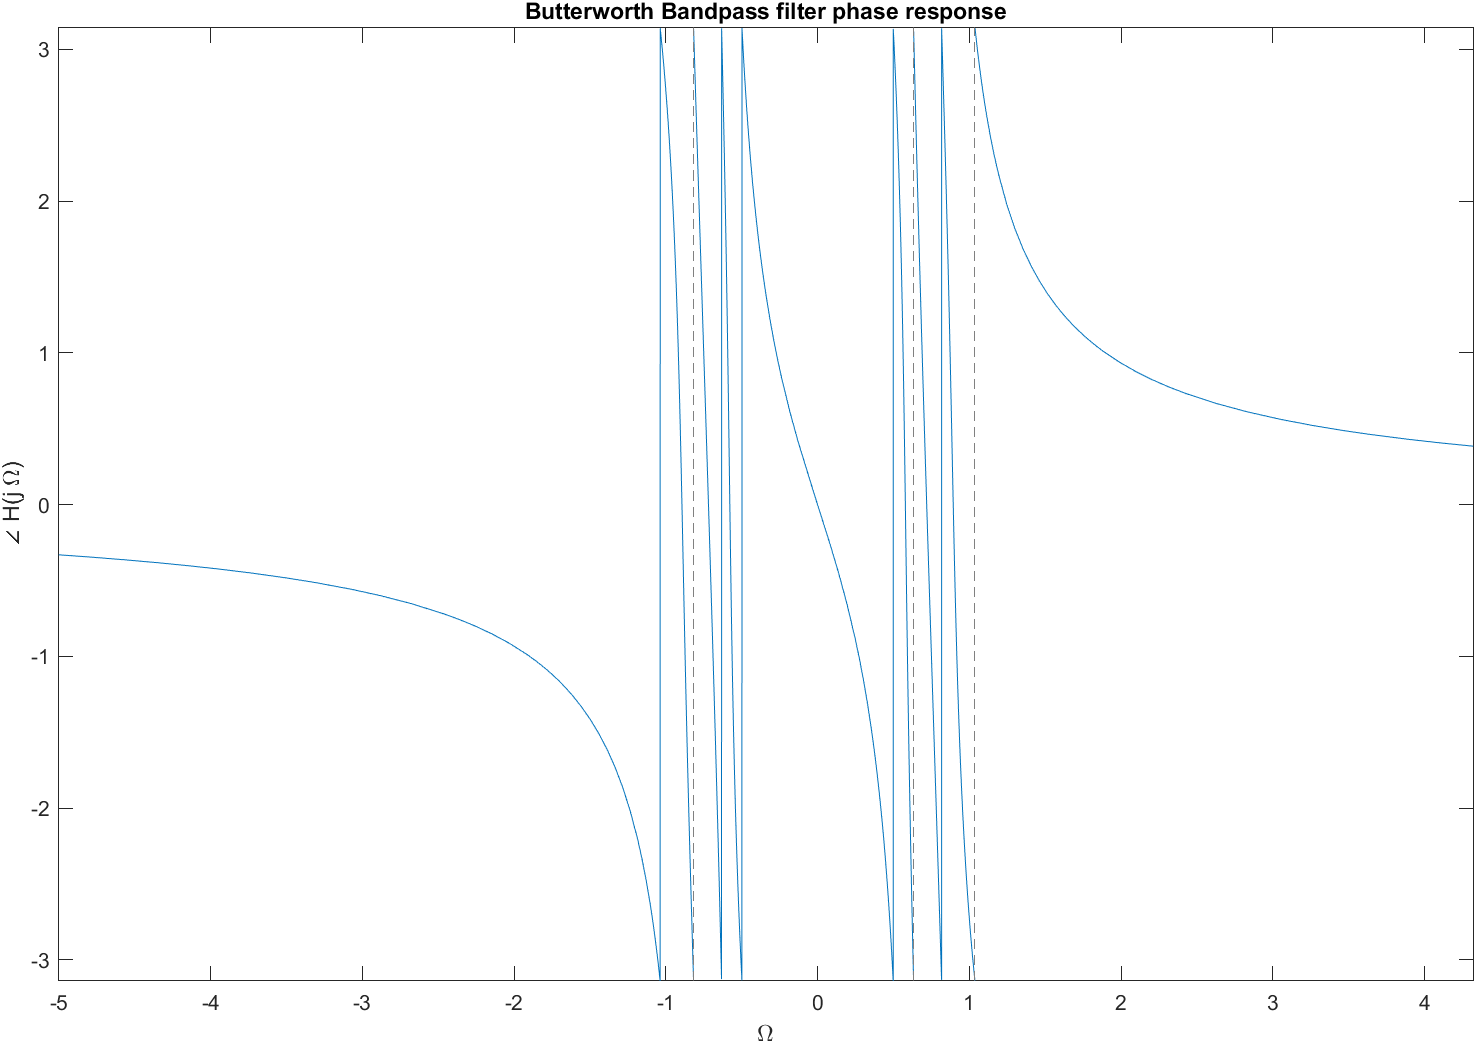 Butterworth Bandpass filter phase response
3
2
1
0
-1
-2
-3
∠ H(j Ω)
-5 -4 -3 -2 -1 0 1 2 3 4
Ω